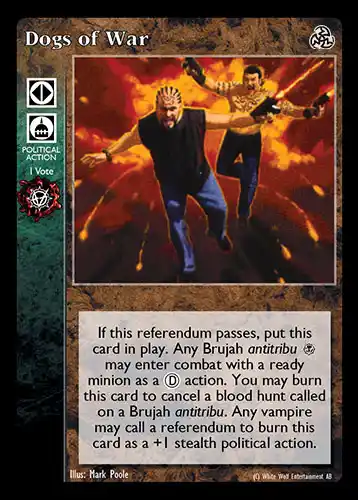 Dogs of War
POLITICAL
ACTION
1 Vote
If this referendum passes, put this
card in play. Any Brujah antitribu
may enter combat with a ready
minion as a Ⓓ action. You may burn
this card to cancel a blood hunt called
on a Brujah antitribu. Any vampire
may call a referendum to burn this
card as a +1 stealth political action.
Illus: Mark Poole
(C) White Wolf Entertainment AB